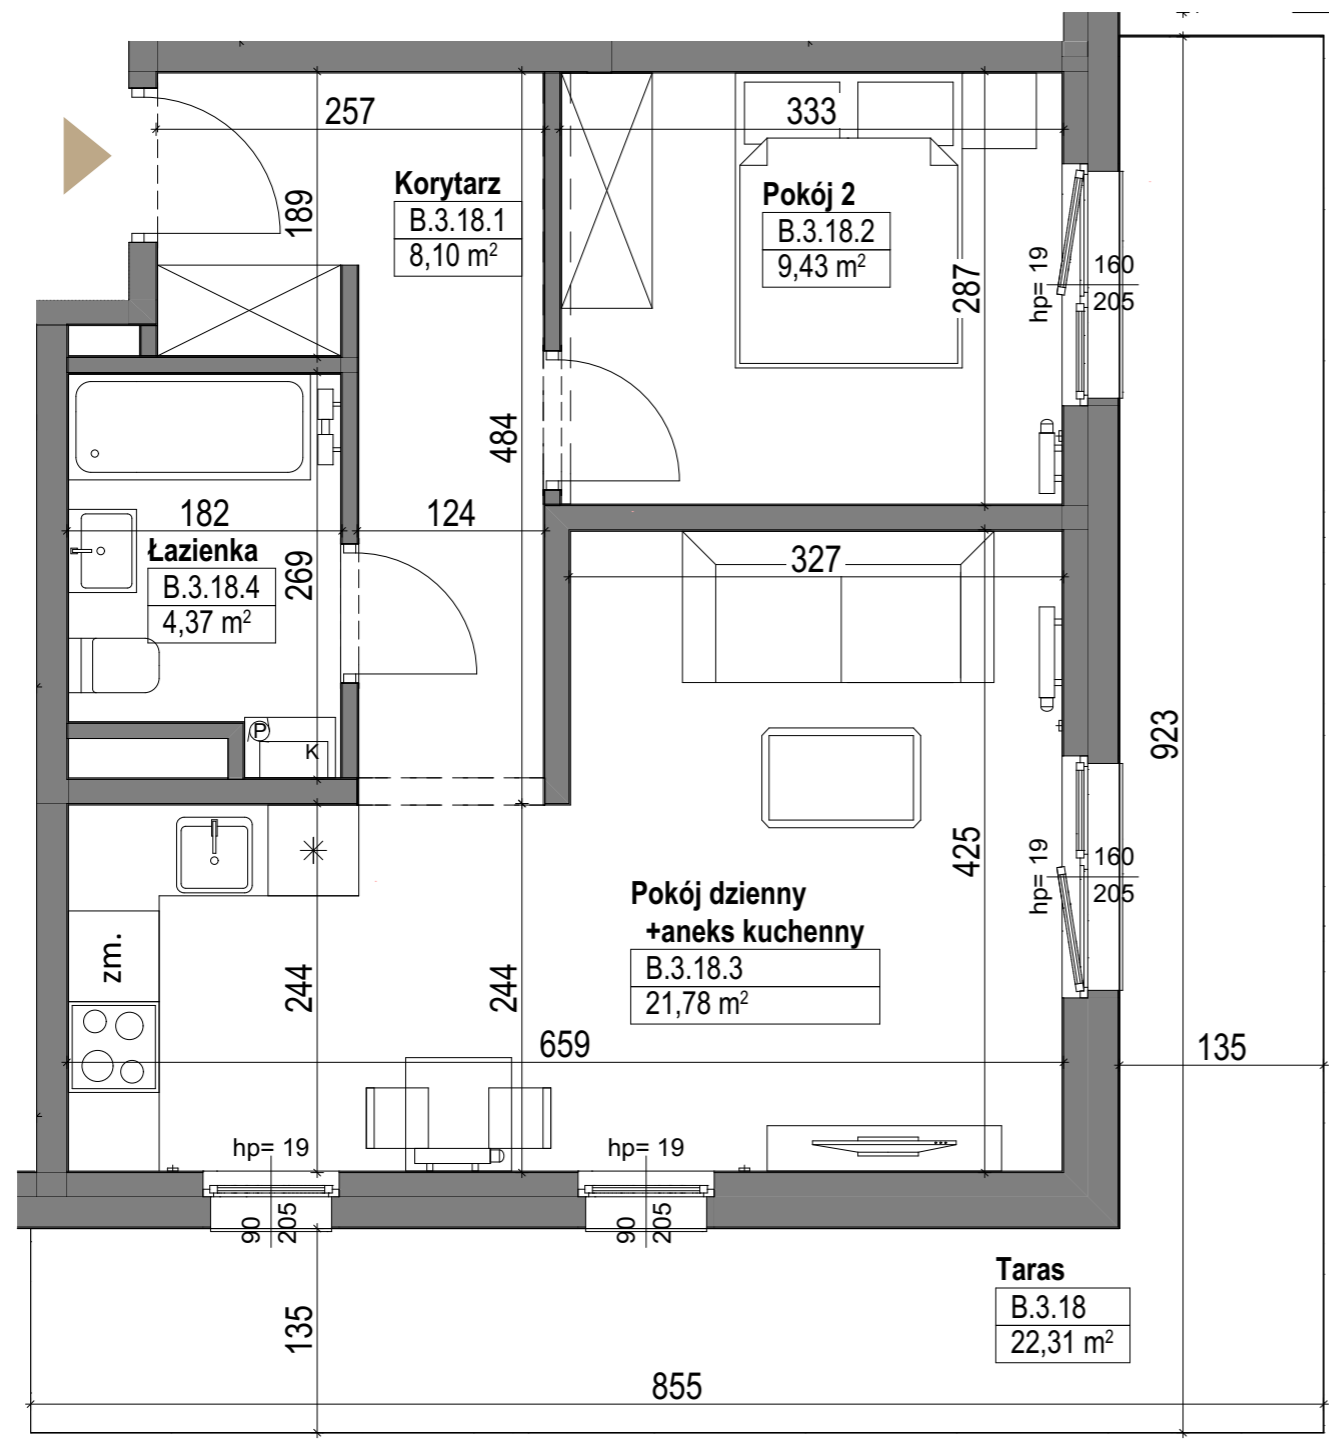 257
333
189
Korytarz
B.3.18.1
8,10 m²
Pokój 2
B.3.18.2
9,43 m²
287
hp= 19
160
205
484
182
124
Łazienka
B.3.18.4
4,37 m²
269
327
P
K
923
425
hp= 19
160
205
zm.
Pokój dzienny
+aneks kuchenny
B.3.18.3
21,78 m²
244
244
659
135
hp= 19
hp= 19
90
205
90
205
Taras
B.3.18
22,31 m²
135
855